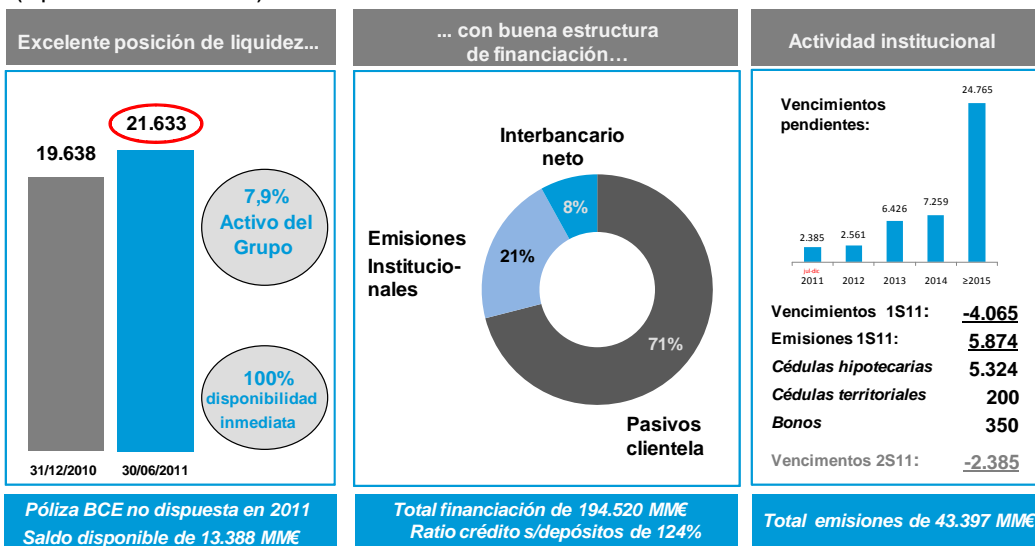 Excelente posición de liquidez...
21.633
19.638
7,9%
Activo del
Grupo
100%
disponibilidad
inmediata
31/12/2010
30/06/2011
Póliza BCE no dispuesta en 2011
Saldo disponible de 13.388 MM€
... con buena estructura
de financiación…
Interbancario
neto
8%
Emisiones
Institucio-
nales
21%
71%
Pasivos
clientela
Total financiación de 194.520 MM€
Ratio crédito s/depósitos de 124%
Actividad institucional
Vencimientos
pendientes:
24.765
7.259
6.426
2.561
2.385
jul-dic
2011 2012 2013 2014 ≥2015
Vencimientos 1S11: -4.065
Emisiones 1S11: 5.874
Cédulas hipotecarias 5.324
Cédulas territoriales 200
Bonos 350
Vencimentos 2S11: -2.385
Total emisiones de 43.397 MM€